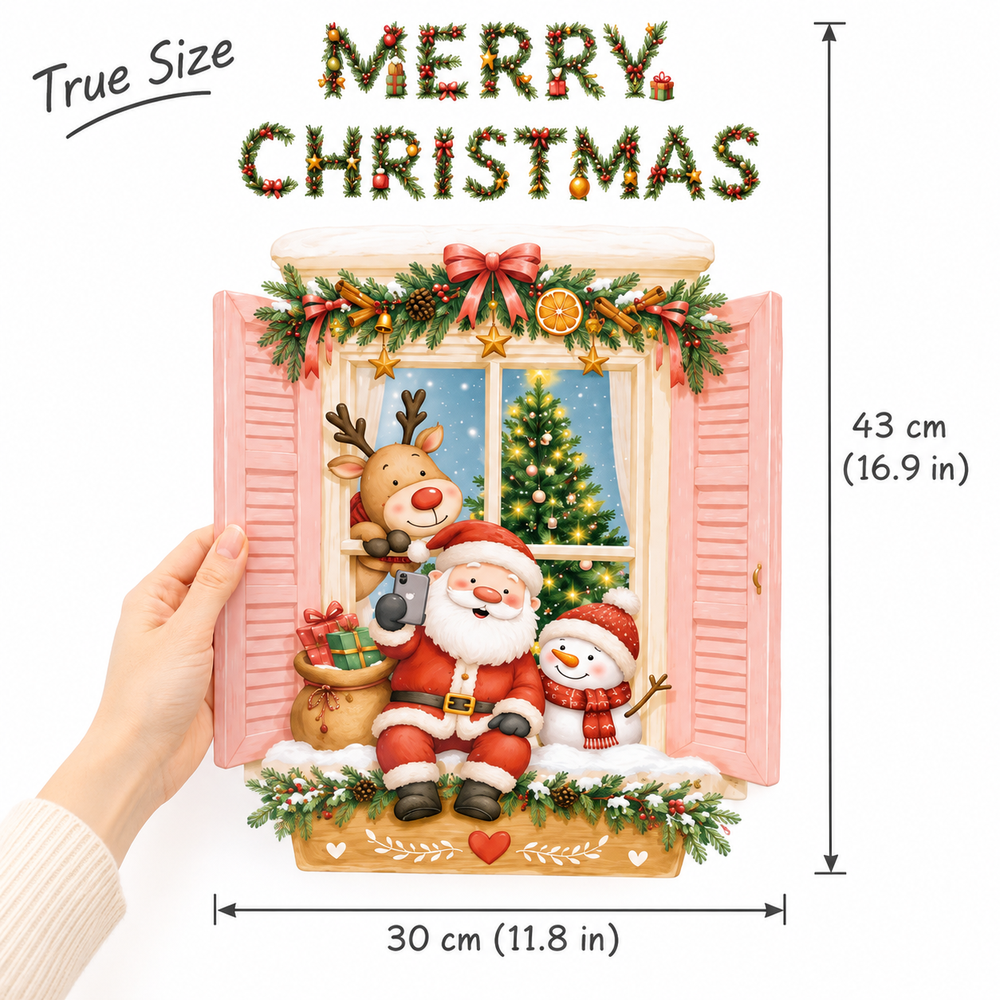 True Size
MERRY
CHRISTMAS
43 cm
(16.9 in)
30 cm (11.8 in)